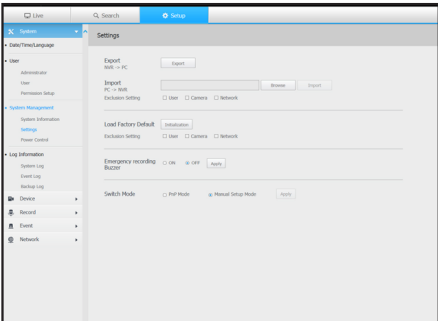 Live
Search
Setup
System
Date/Time/Language
User
Administrator
User
Permission Setup
System Management
System Information
Settings
Power Control
Log Information
System Log
Event Log
Backup Log
Device
Record
Event
Network
Settings
Export
NVR -> PC
Export
Import
PC -> NVR
Browse
Import
Exclusion Setting
User Camera Network
Load Factory Default
Initialization
Exclusion Setting
User Camera Network
Emergency recording
Buzzer
ON OFF Apply
Switch Mode
PnP Mode Manual Setup Mode Apply